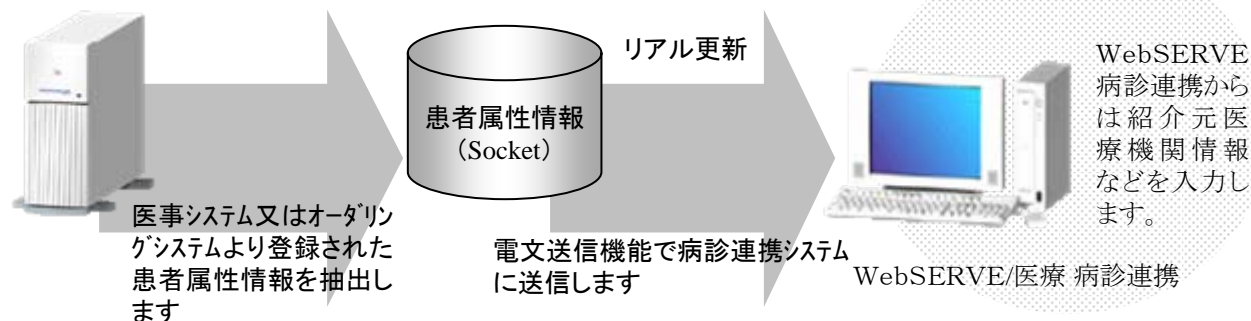 医事ｼｽﾃﾑ又はｵｰﾀﾞﾘﾝ
ｸﾞｼｽﾃﾑより登録された
患者属性情報を抽出し
ます
患者属性情報
（Socket）
リアル更新
電文送信機能で病診連携ｼｽﾃﾑ
に送信します
WebSERVE
病診連携から
は紹介元医
療機関情報
などを入力し
ます。
WebSERVE/医療 病診連携